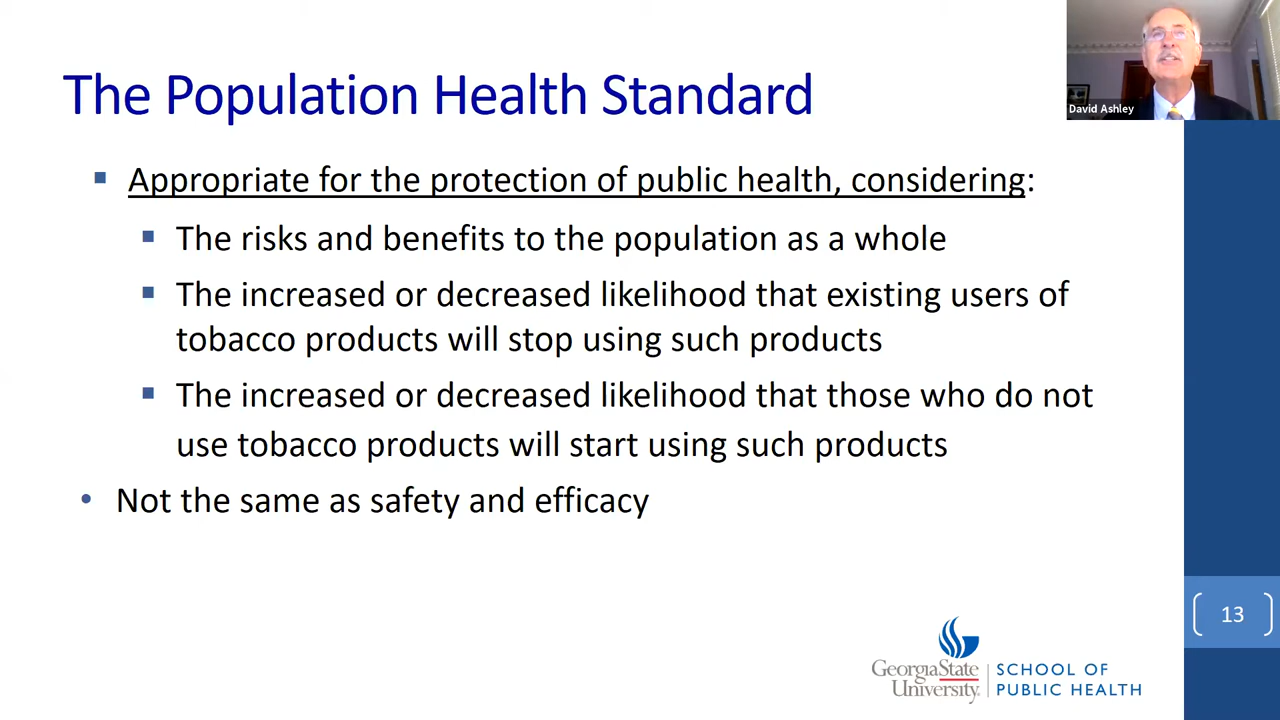 The Population Health Standard
David Ashley
Appropriate for the protection of public health, considering:
The risks and benefits to the population as a whole
The increased or decreased likelihood that existing users of
tobacco products will stop using such products
The increased or decreased likelihood that those who do not
use tobacco products will start using such products
Not the same as safety and efficacy
13
GeorgiaState
University
SCHOOL OF
PUBLIC HEALTH